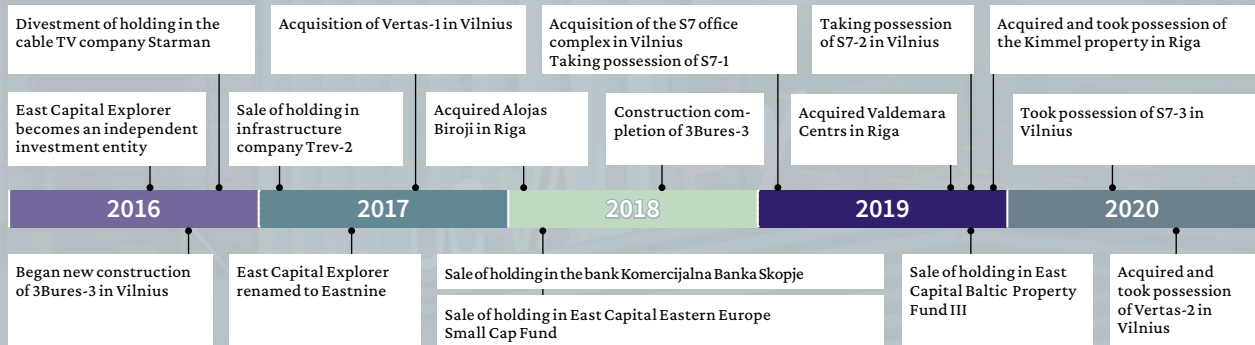 Divestment of holding in the
cable TV company Starman
Acquisition of Vertas-1 in Vilnius
Acquisition of the S7 office
complex in Vilnius
Taking possession of S7-1
Taking possession
of S7-2 in Vilnius
Acquired and took possession of
the Kimmel property in Riga
East Capital Explorer
becomes an independent
investment entity
Sale of holding in
infrastructure
company Trev-2
Acquired Alojas
Biroji in Riga
Construction com-
pletion of 3Bures-3
Acquired Valdemara
Centrs in Riga
Took possession of S7-3 in
Vilnius
2016
2017
2018
2019
2020
Began new construction
of 3Bures-3 in Vilnius
East Capital Explorer
renamed to Eastnine
Sale of holding in the bank Komercijalna Banka Skopje
Sale of holding in East Capital Eastern Europe
Small Cap Fund
Sale of holding in East
Capital Baltic Property
Fund III
Acquired and
took possession
of Vertas-2 in
Vilnius